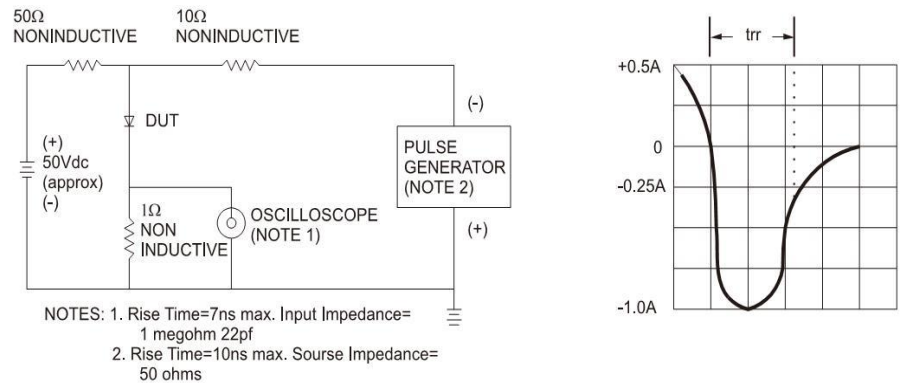 50Ω
NONINDUCTIVE
10Ω
NONINDUCTIVE
DUT
(+)
50Vdc
(approx)
(-)
1Ω
NON
INDUCTIVE
OSCILLOSCOPE
(NOTE 1)
(-)
PULSE
GENERATOR
(NOTE 2)
(+)
NOTES: 1. Rise Time=7ns max. Input Impedance=
1 megohm 22pf
2. Rise Time=10ns max. Sourse Impedance=
50 ohms
trr
+0.5A
0
-0.25A
-1.0A